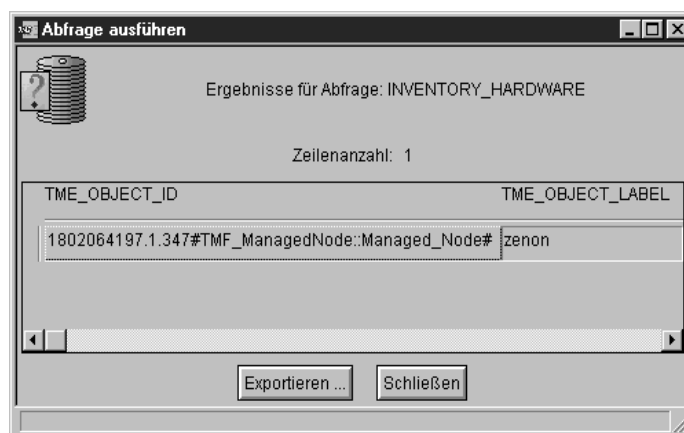 Abfrage ausführen
Ergebnisse für Abfrage: INVENTORY_HARDWARE
Zeilenanzahl: 1
TME_OBJECT_ID TME_OBJECT_LABEL
1802064197.1.347#TMF_ManagedNode::Managed_Node# zenon
Exportieren ... Schließen